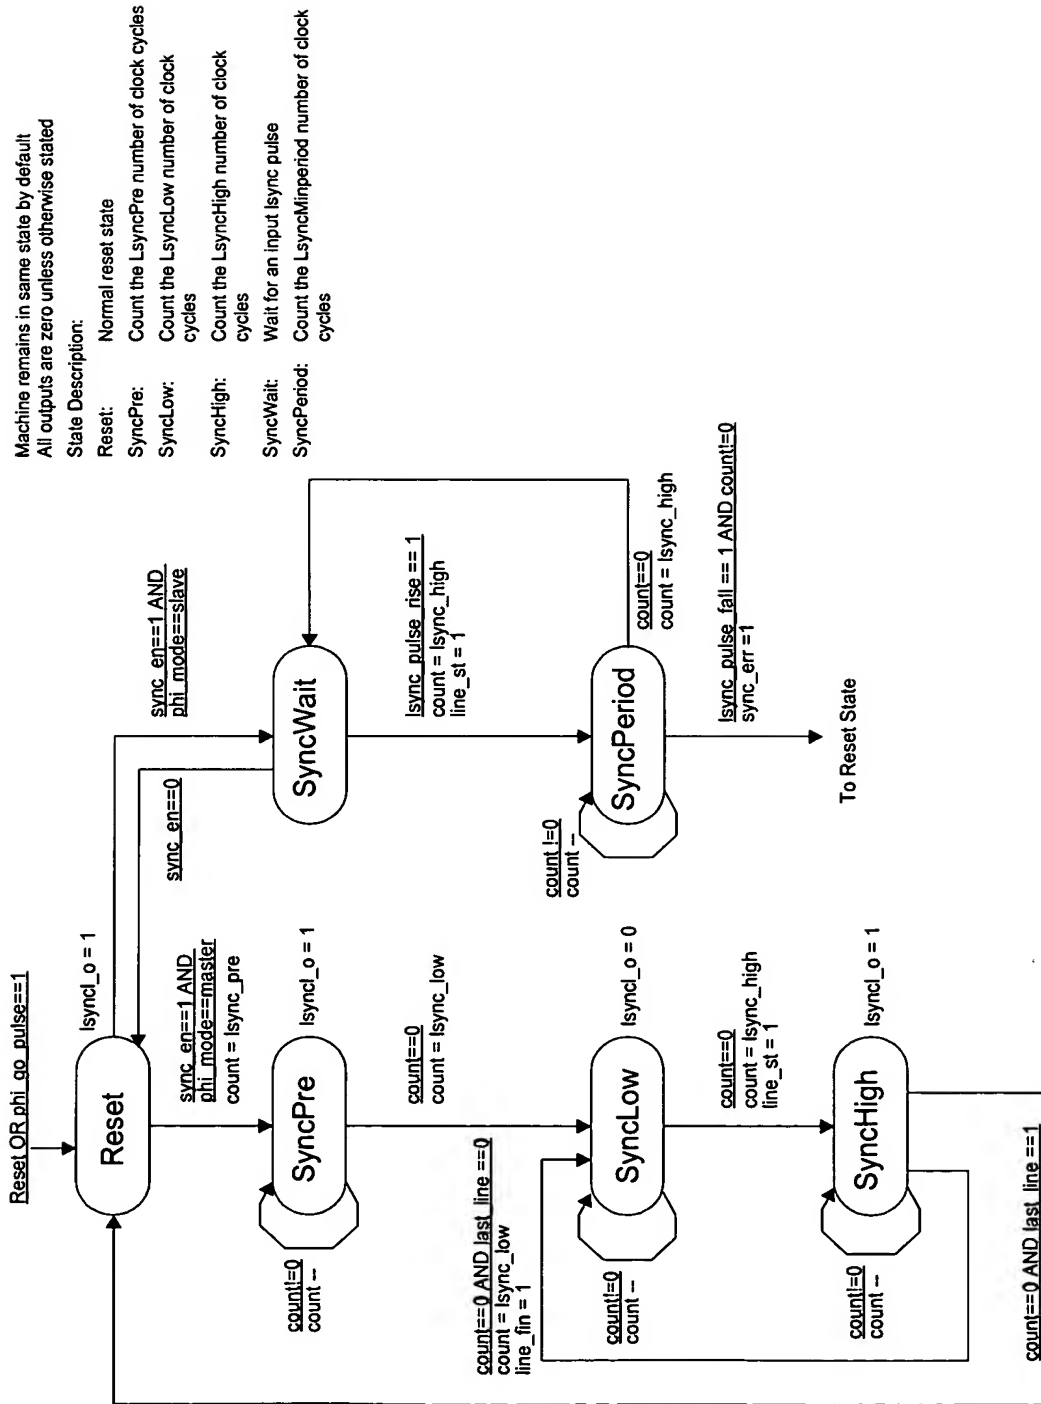 Machine remains in same state by default
All outputs are zero unless otherwise stated
State Description:
Reset: Normal reset state
SyncPre: Count the LsyncPre number of clock cycles
SyncLow: Count the LsyncLow number of clock
cycles
SyncHigh: Count the LsyncHigh number of clock
cycles
SyncWait: Wait for an input lsync pulse
SyncPeriod: Count the LsyncMinperiod number of clock
cycles
Reset OR phi_go_pulse==1
Reset
lsyncl_o = 1
sync_en==1 AND
phi_mode==slave
sync_en==0
SyncWait
lsync_pulse_rise == 1
count = lsync_high
line_st = 1
count !=0
count --
SyncPeriod
count==0
count = lsync_high
lsync_pulse_fall == 1 AND count!=0
sync_err =1
To Reset State
sync_en==1 AND
phi_mode==master
count = lsync_pre
SyncPre
lsyncl_o = 1
count!=0
count --
count==0
count = lsync_low
count==0 AND last_line ==0
count = lsync_low
line_fin = 1
SyncLow
lsyncl_o = 0
count!=0
count --
count==0
count = lsync_high
line_st = 1
SyncHigh
lsyncl_o = 1
count!=0
count --
count==0 AND last_line ==1